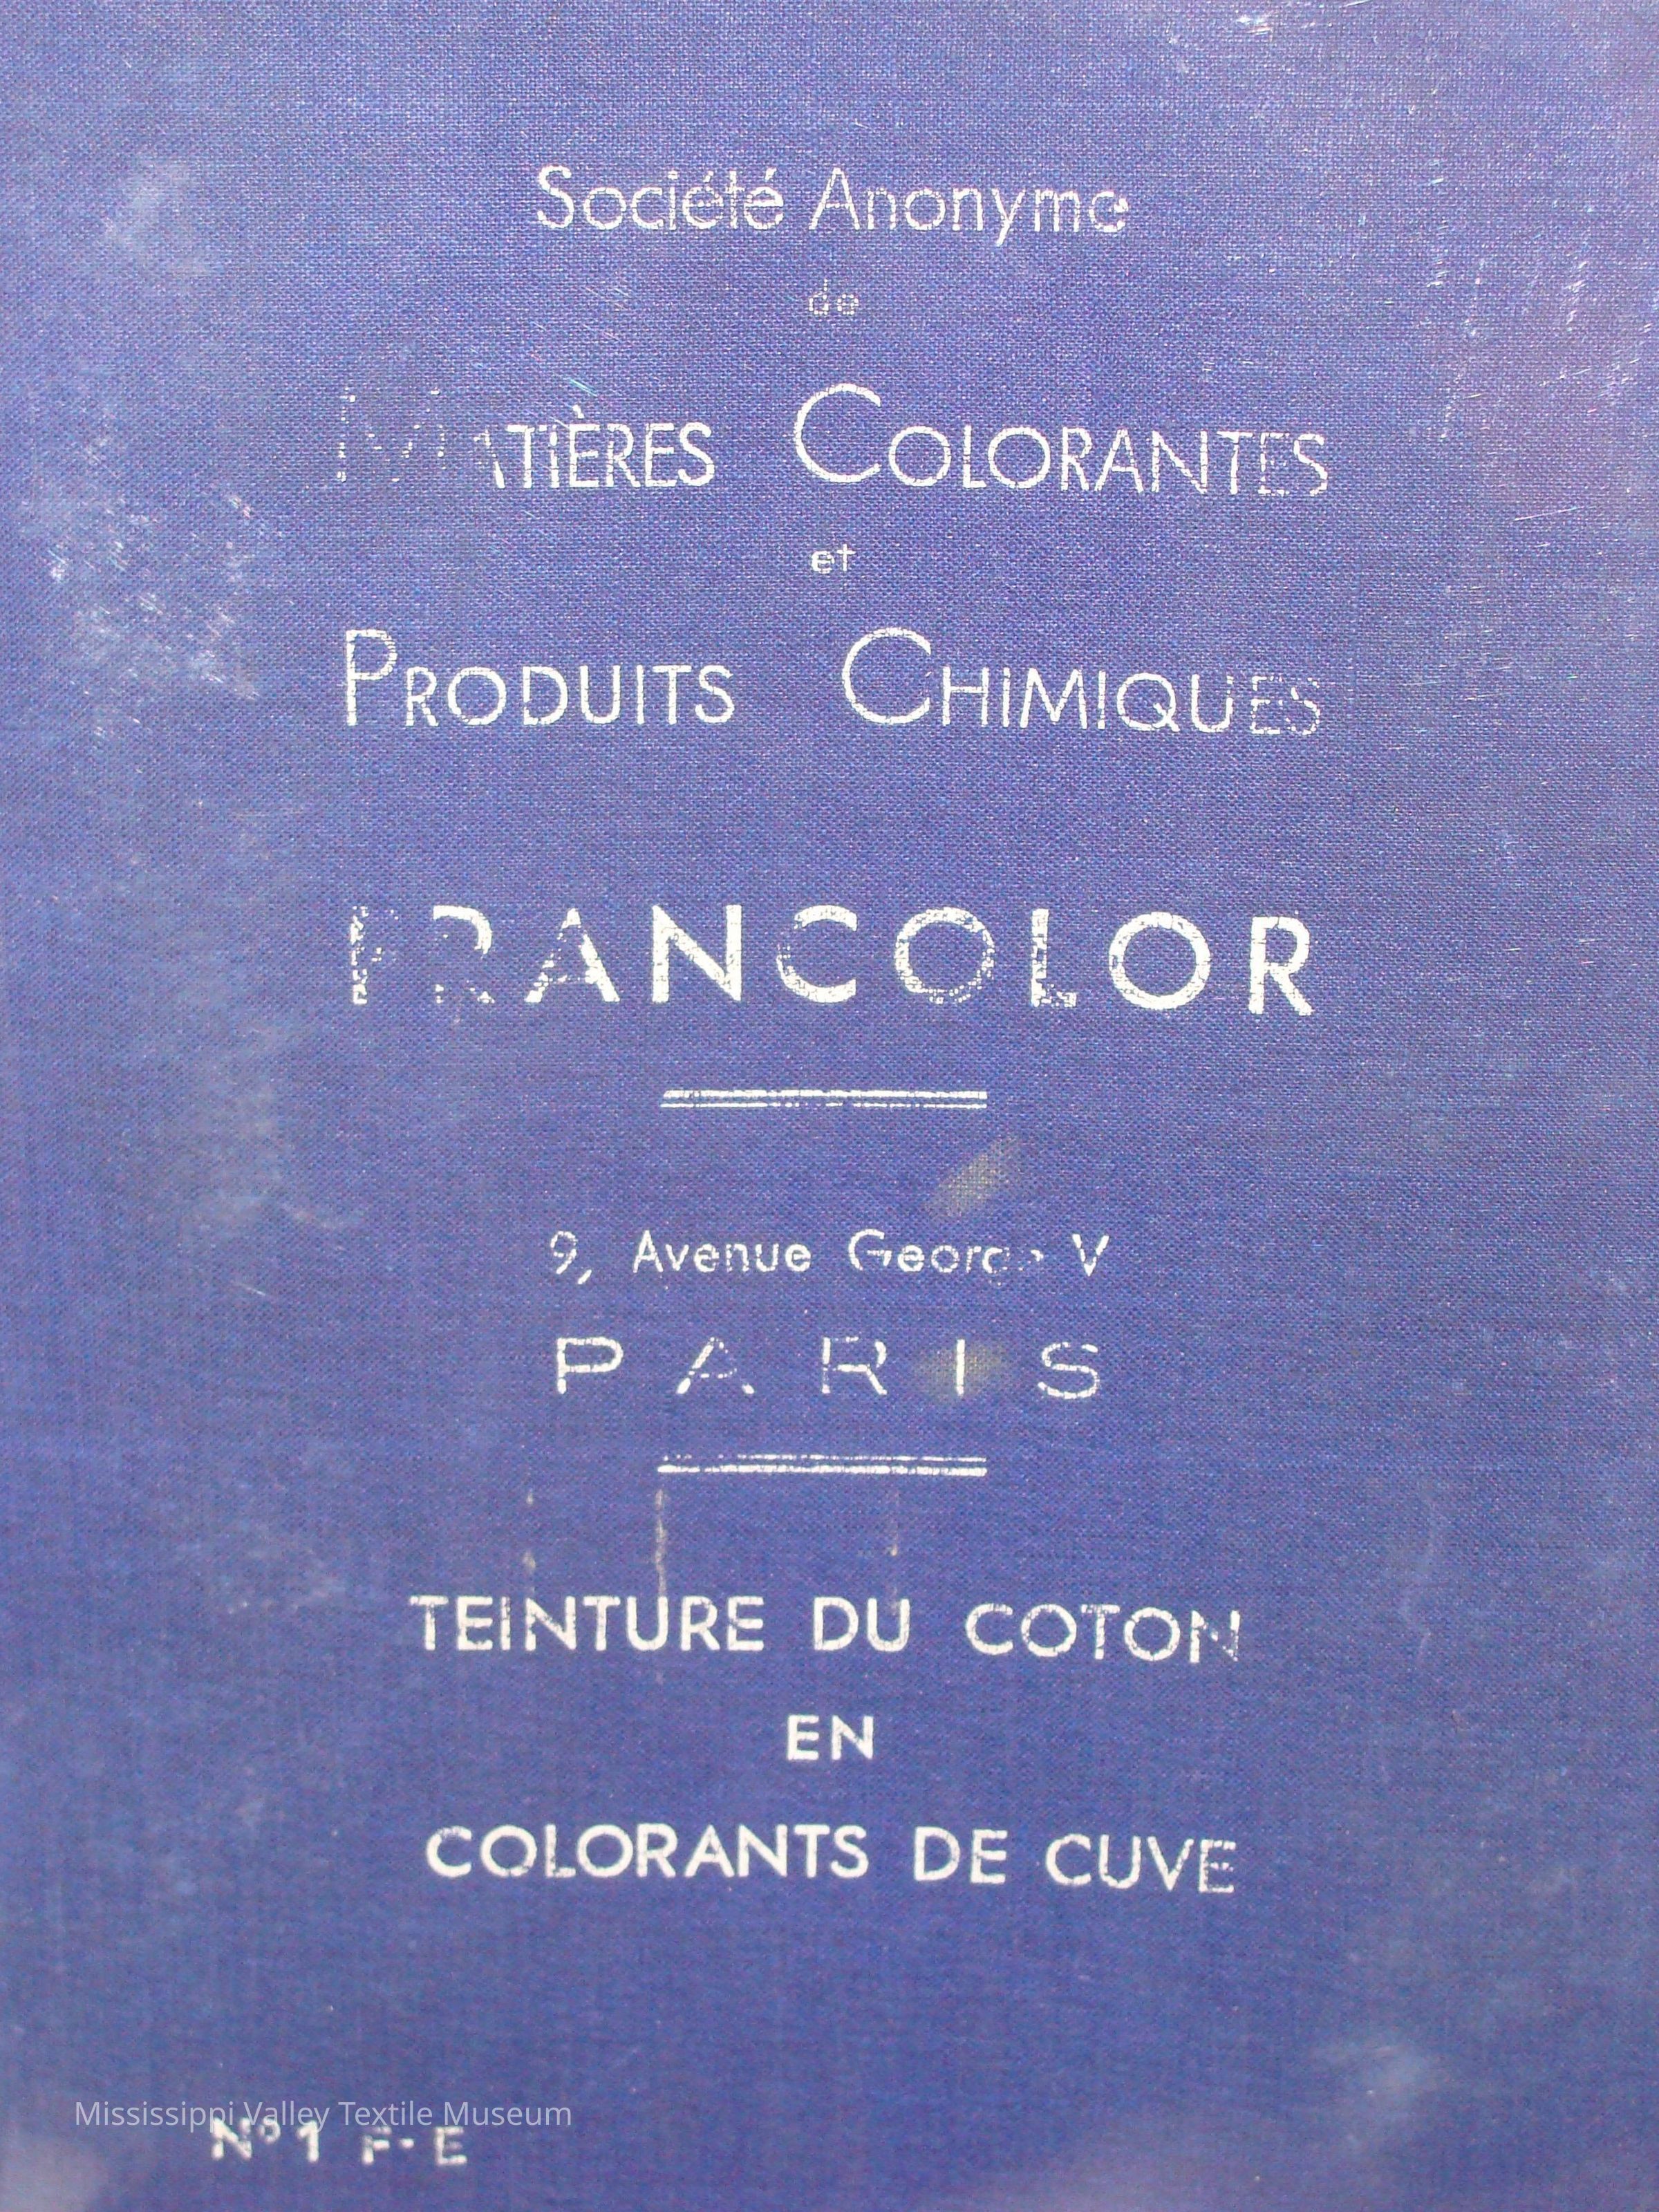 Société Anonyme
de
MATIÈRES COLORANTES
et
PRODUITS CHIMIQUES
FRANCOLOR
9, Avenue George V
PARIS
TEINTURE DU COTON
EN
COLORANTS DE CUVE
Mississippi Valley Textile Museum
Nº1 F-E